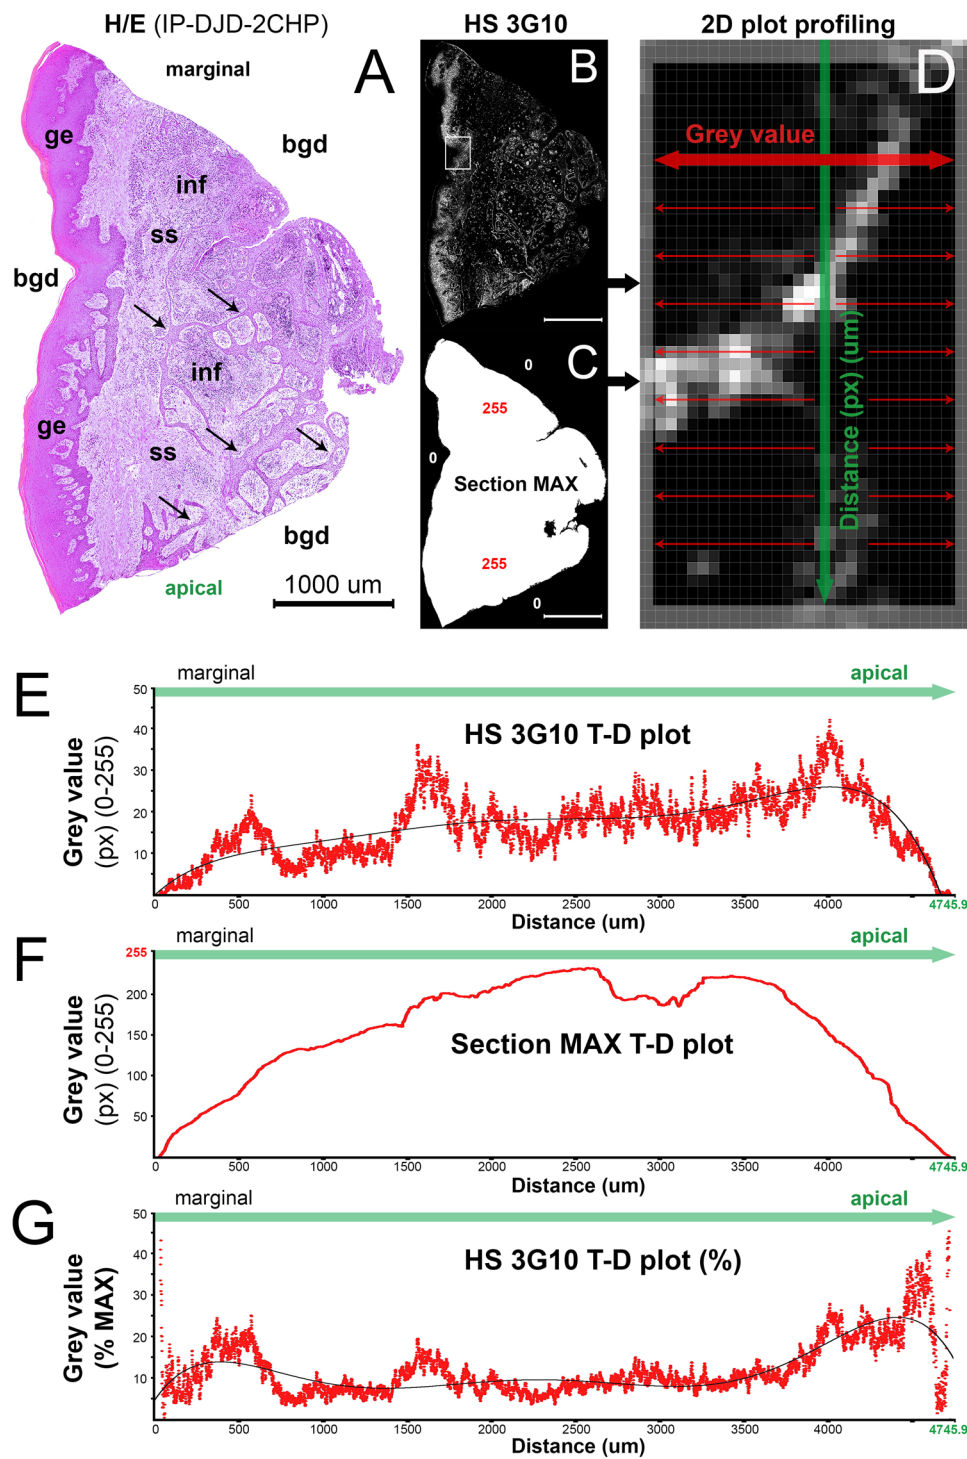 H/E (IP-DJD-2CHP)
HS 3G10
2D plot profiling
marginal
A
B
D
ge
bgd
Grey value
inf
ss
bgd
C
0
inf
255
ge
0
ss
Section MAX
Distance (px) (um)
bgd
255
apical
1000 um
0
E
marginal
apical
HS 3G10 T-D plot
Grey value
(px) (0-255)
50
40
30
20
10
0
500
1000
1500
2000
2500
3000
3500
4000
4745.9
Distance (um)
F
marginal
apical
255
Section MAX T-D plot
Grey value
(px) (0-255)
200
150
100
50
0
500
1000
1500
2000
2500
3000
3500
4000
4745.9
Distance (um)
G
marginal
apical
HS 3G10 T-D plot (%)
Grey value
(% MAX)
50
40
30
20
10
0
500
1000
1500
2000
2500
3000
3500
4000
4745.9
Distance (um)